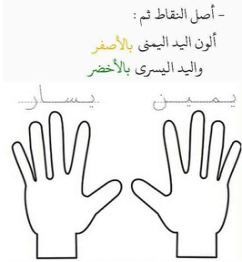 - أصل النقاط ثم :
ألون اليد اليمنى بالأصفر
واليد اليسرى بالأخضر
يمين يسار